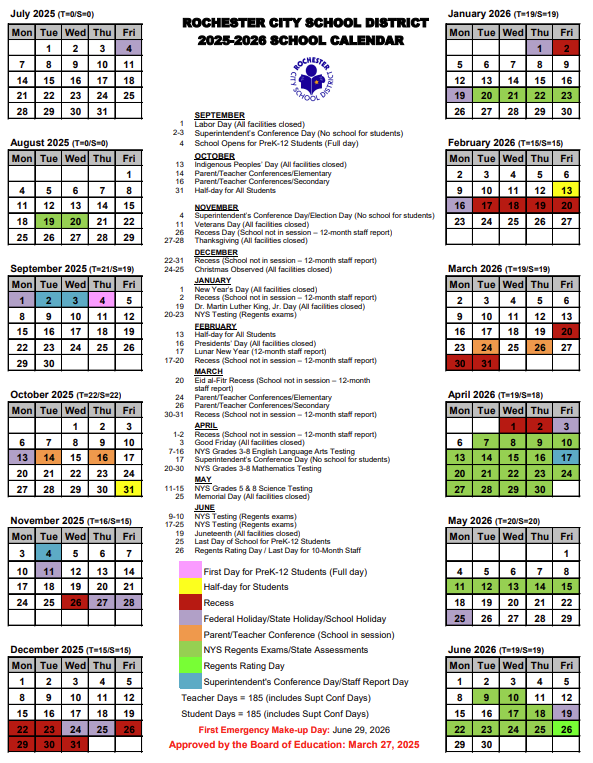 July 2025 (T=0/S=0)
Mon Tue Wed Thu Fri
1 2 3 4
7 8 9 10 11
14 15 16 17 18
21 22 23 24 25
28 29 30 31
August 2025 (T=0/S=0)
Mon Tue Wed Thu Fri
1
4 5 6 7 8
11 12 13 14 15
18 19 20 21 22
25 26 27 28 29
September 2025 (T=21/S=19)
Mon Tue Wed Thu Fri
1 2 3 4 5
8 9 10 11 12
15 16 17 18 19
22 23 24 25 26
29 30
October 2025 (T=22/S=22)
Mon Tue Wed Thu Fri
1 2 3
6 7 8 9 10
13 14 15 16 17
20 21 22 23 24
27 28 29 30 31
November 2025 (T=16/S=15)
Mon Tue Wed Thu Fri
3 4 5 6 7
10 11 12 13 14
17 18 19 20 21
24 25 26 27 28
December 2025 (T=15/S=15)
Mon Tue Wed Thu Fri
1 2 3 4 5
8 9 10 11 12
15 16 17 18 19
22 23 24 25 26
29 30 31
ROCHESTER CITY SCHOOL DISTRICT
2025-2026 SCHOOL CALENDAR
ROCHESTER
CITY SCHOOL DISTRICT
SEPTEMBER
1 Labor Day (All facilities closed)
2-3 Superintendent's Conference Day (No school for students)
4 School Opens for PreK-12 Students (Full day)
OCTOBER
13 Indigenous Peoples' Day (All facilities closed)
14 Parent/Teacher Conferences/Elementary
16 Parent/Teacher Conferences/Secondary
31 Half-day for All Students
NOVEMBER
4 Superintendent's Conference Day/Election Day (No school for students)
11 Veterans Day (All facilities closed)
26 Recess Day (School not in session – 12-month staff report)
27-28 Thanksgiving (All facilities closed)
DECEMBER
22-31 Recess (School not in session – 12-month staff report)
24-25 Christmas Observed (All facilities closed)
JANUARY
1 New Year's Day (All facilities closed)
2 Recess (School not in session – 12-month staff report)
19 Dr. Martin Luther King, Jr. Day (All facilities closed)
20-23 NYS Testing (Regents exams)
FEBRUARY
13 Half-day for All Students
16 Presidents' Day (All facilities closed)
17 Lunar New Year (12-month staff report)
17-20 Recess (School not in session – 12-month staff report)
MARCH
20 Eid al-Fitr Recess (School not in session – 12-month
staff report)
24 Parent/Teacher Conferences/Elementary
26 Parent/Teacher Conferences/Secondary
30-31 Recess (School not in session – 12-month staff report)
APRIL
1-2 Recess (School not in session – 12-month staff report)
3 Good Friday (All facilities closed)
7-16 NYS Grades 3-8 English Language Arts Testing
17 Superintendent's Conference Day (No school for students)
20-30 NYS Grades 3-8 Mathematics Testing
MAY
11-15 NYS Grades 5 & 8 Science Testing
25 Memorial Day (All facilities closed)
JUNE
9-10 NYS Testing (Regents exams)
17-25 NYS Testing (Regents exams)
19 Juneteenth (All facilities closed)
25 Last Day of School for PreK-12 Students
26 Regents Rating Day / Last Day for 10-Month Staff
First Day for PreK-12 Students (Full day)
Half-day for Students
Recess
Federal Holiday/State Holiday/School Holiday
Parent/Teacher Conference (School in session)
NYS Regents Exams/State Assessments
Regents Rating Day
Superintendent's Conference Day/Staff Report Day
Teacher Days = 185 (includes Supt Conf Days)
Student Days = 185 (includes Supt Conf Days)
First Emergency Make-up Day: June 29, 2026
Approved by the Board of Education: March 27, 2025
January 2026 (T=19/S=19)
Mon Tue Wed Thu Fri
1 2
5 6 7 8 9
12 13 14 15 16
19 20 21 22 23
26 27 28 29 30
February 2026 (T=15/S=15)
Mon Tue Wed Thu Fri
2 3 4 5 6
9 10 11 12 13
16 17 18 19 20
23 24 25 26 27
March 2026 (T=19/S=19)
Mon Tue Wed Thu Fri
2 3 4 5 6
9 10 11 12 13
16 17 18 19 20
23 24 25 26 27
30 31
April 2026 (T=19/S=18)
Mon Tue Wed Thu Fri
1 2 3
6 7 8 9 10
13 14 15 16 17
20 21 22 23 24
27 28 29 30
May 2026 (T=20/S=20)
Mon Tue Wed Thu Fri
1
4 5 6 7 8
11 12 13 14 15
18 19 20 21 22
25 26 27 28 29
June 2026 (T=19/S=19)
Mon Tue Wed Thu Fri
1 2 3 4 5
8 9 10 11 12
15 16 17 18 19
22 23 24 25 26
29 30